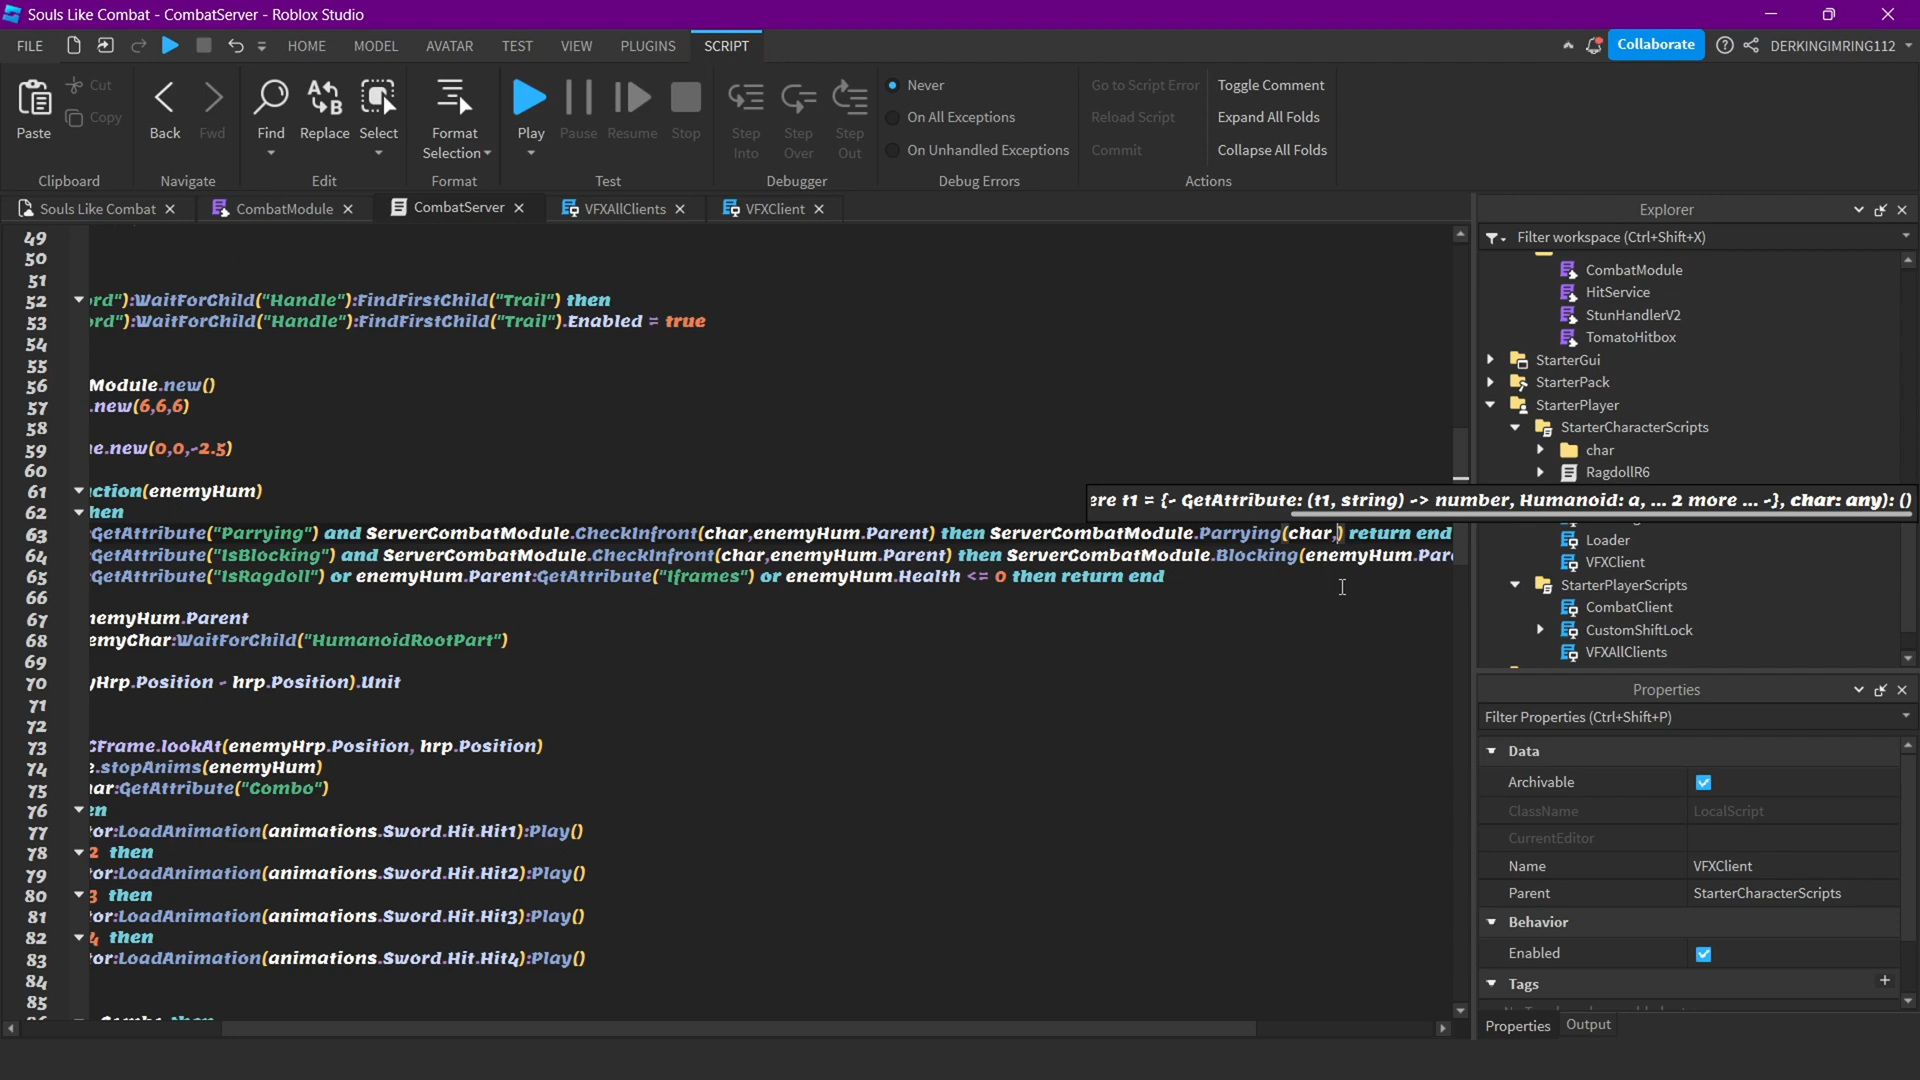 Souls Like Combat - CombatServer - Roblox Studio
FILE HOME MODEL AVATAR TEST VIEW PLUGINS SCRIPT Collaborate DERKINGIMRING112
Paste Cut Copy Back Fwd Find Replace Select Format Selection Play Pause Resume Stop Step Into Step Over Step Out
Never
On All Exceptions
On Unhandled Exceptions
Go to Script Error
Reload Script
Commit
Toggle Comment
Expand All Folds
Collapse All Folds
Clipboard Navigate Edit Format Test Debugger Debug Errors Actions
Souls Like Combat CombatModule CombatServer VFXAllClients VFXClient
49
50
51
52 ord"):WaitForChild("Handle"):FindFirstChild("Trail") then
53 ord"):WaitForChild("Handle"):FindFirstChild("Trail").Enabled = true
54
55
56 Module.new()
57 .new(6,6,6)
58
59 e.new(0,0,-2.5)
60
61 ction(enemyHum)
62 hen
ere t1 = {- GetAttribute: (t1, string) -> number, Humanoid: a, ... 2 more ... -}, char: any): ()
63 :GetAttribute("Parrying") and ServerCombatModule.CheckInfront(char,enemyHum.Parent) then ServerCombatModule.Parrying(char,) return end
64 :GetAttribute("IsBlocking") and ServerCombatModule.CheckInfront(char,enemyHum.Parent) then ServerCombatModule.Blocking(enemyHum.Pare
65 :GetAttribute("IsRagdoll") or enemyHum.Parent:GetAttribute("Iframes") or enemyHum.Health <= 0 then return end
66
67 nemyHum.Parent
68 emyChar:WaitForChild("HumanoidRootPart")
69
70 yHrp.Position - hrp.Position).Unit
71
72
73 CFrame.lookAt(enemyHrp.Position, hrp.Position)
74 e.stopAnims(enemyHum)
75 har:GetAttribute("Combo")
76 en
77 tor:LoadAnimation(animations.Sword.Hit.Hit1):Play()
78 2 then
79 tor:LoadAnimation(animations.Sword.Hit.Hit2):Play()
80 3 then
81 tor:LoadAnimation(animations.Sword.Hit.Hit3):Play()
82 4 then
83 tor:LoadAnimation(animations.Sword.Hit.Hit4):Play()
84
85
Explorer
Filter workspace (Ctrl+Shift+X)
CombatModule
HitService
StunHandlerV2
TomatoHitbox
StarterGui
StarterPack
StarterPlayer
StarterCharacterScripts
char
RagdollR6
Loader
VFXClient
StarterPlayerScripts
CombatClient
CustomShiftLock
VFXAllClients
Properties
Filter Properties (Ctrl+Shift+P)
Data
Archivable
ClassName LocalScript
CurrentEditor
Name VFXClient
Parent StarterCharacterScripts
Behavior
Enabled
Tags
Properties Output